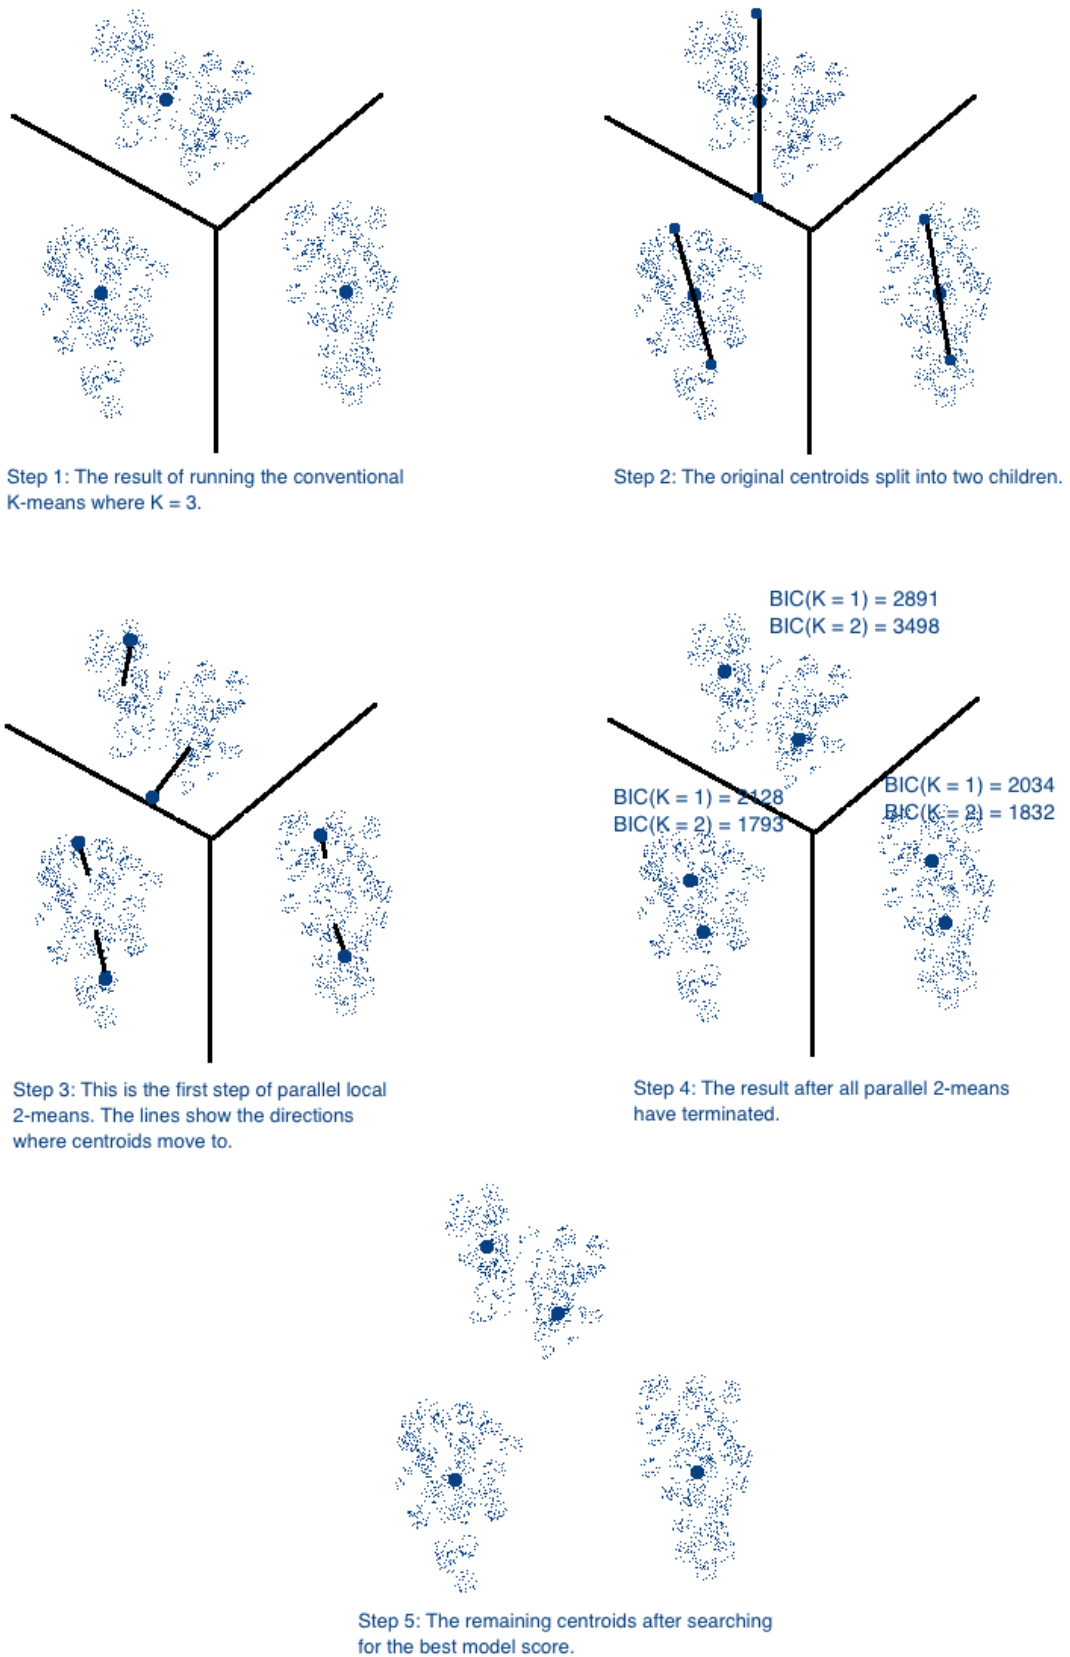 Step 1: The result of running the conventional
K-means where K = 3.
Step 2: The original centroids split into two children.
BIC(K = 1) = 2891
BIC(K = 2) = 3498
BIC(K = 1) = 2128
BIC(K = 2) = 1793
BIC(K = 1) = 2034
BIC(K = 2) = 1832
Step 3: This is the first step of parallel local
2-means. The lines show the directions
where centroids move to.
Step 4: The result after all parallel 2-means
have terminated.
Step 5: The remaining centroids after searching
for the best model score.